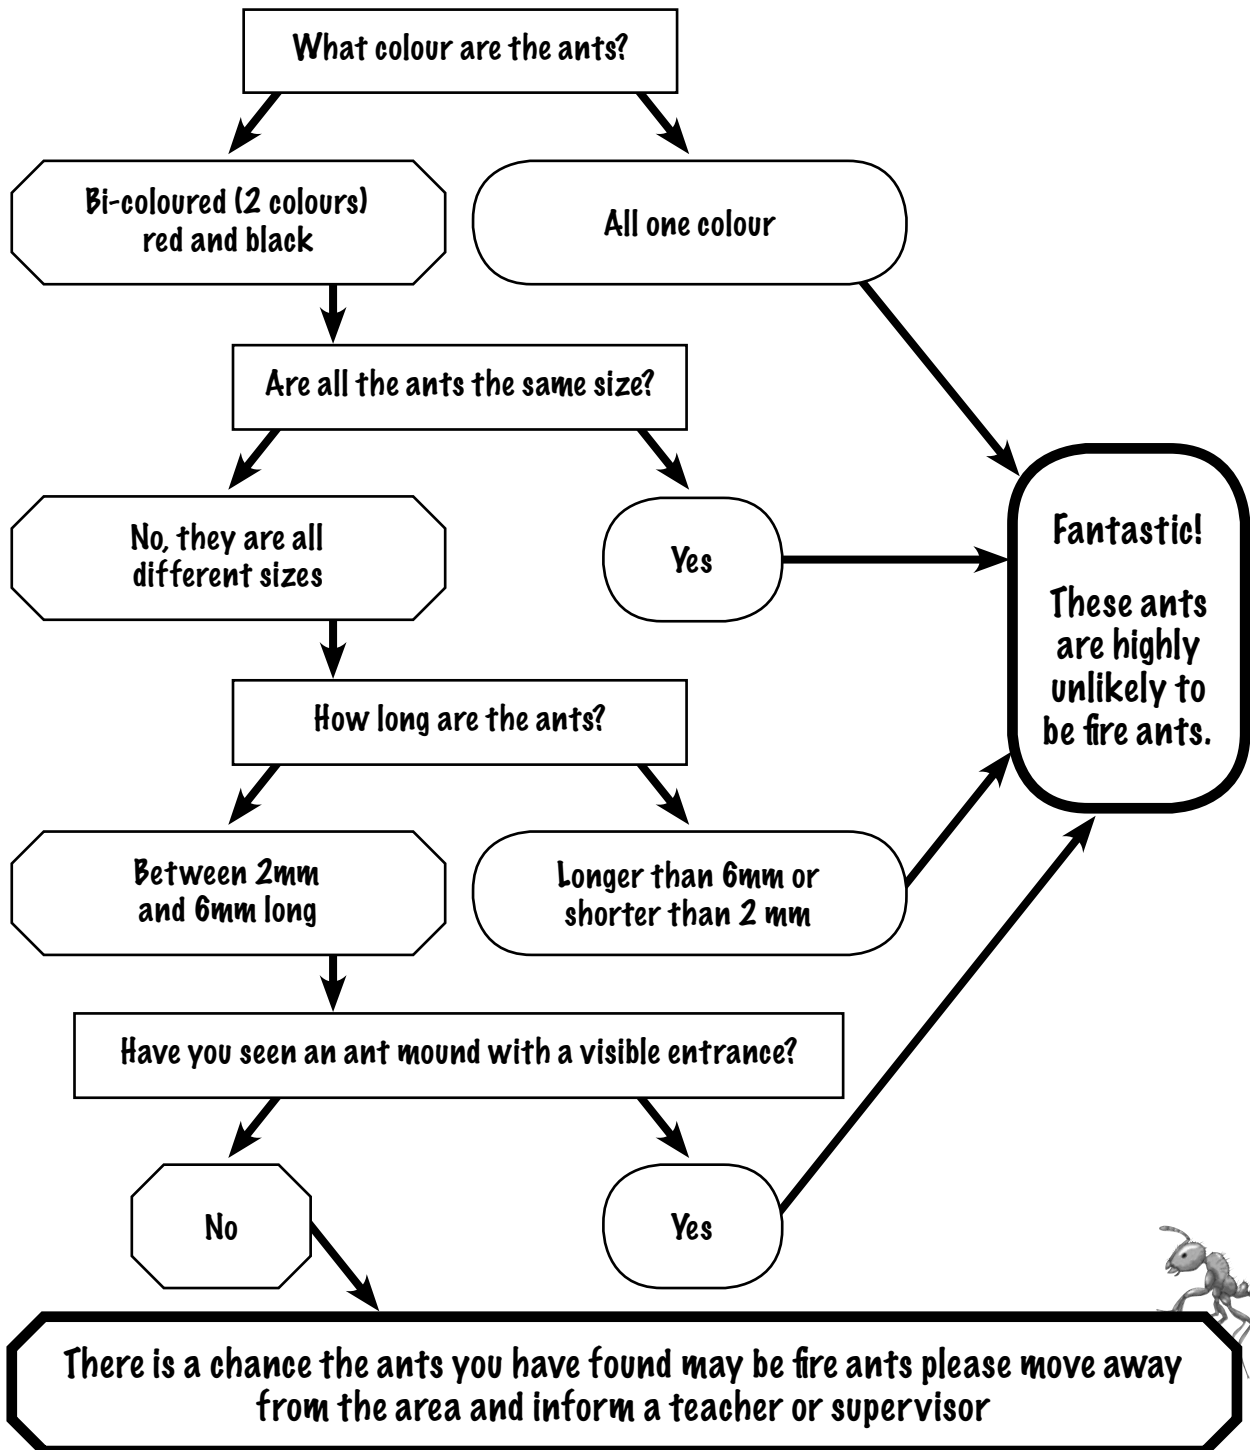 What colour are the ants?
Bi-coloured (2 colours)
red and black
All one colour
Are all the ants the same size?
No, they are all
different sizes
Yes
Fantastic!
These ants
are highly
unlikely to
be fire ants.
How long are the ants?
Between 2mm
and 6mm long
Longer than 6mm or
shorter than 2 mm
Have you seen an ant mound with a visible entrance?
No
Yes
There is a chance the ants you have found may be fire ants please move away
from the area and inform a teacher or supervisor